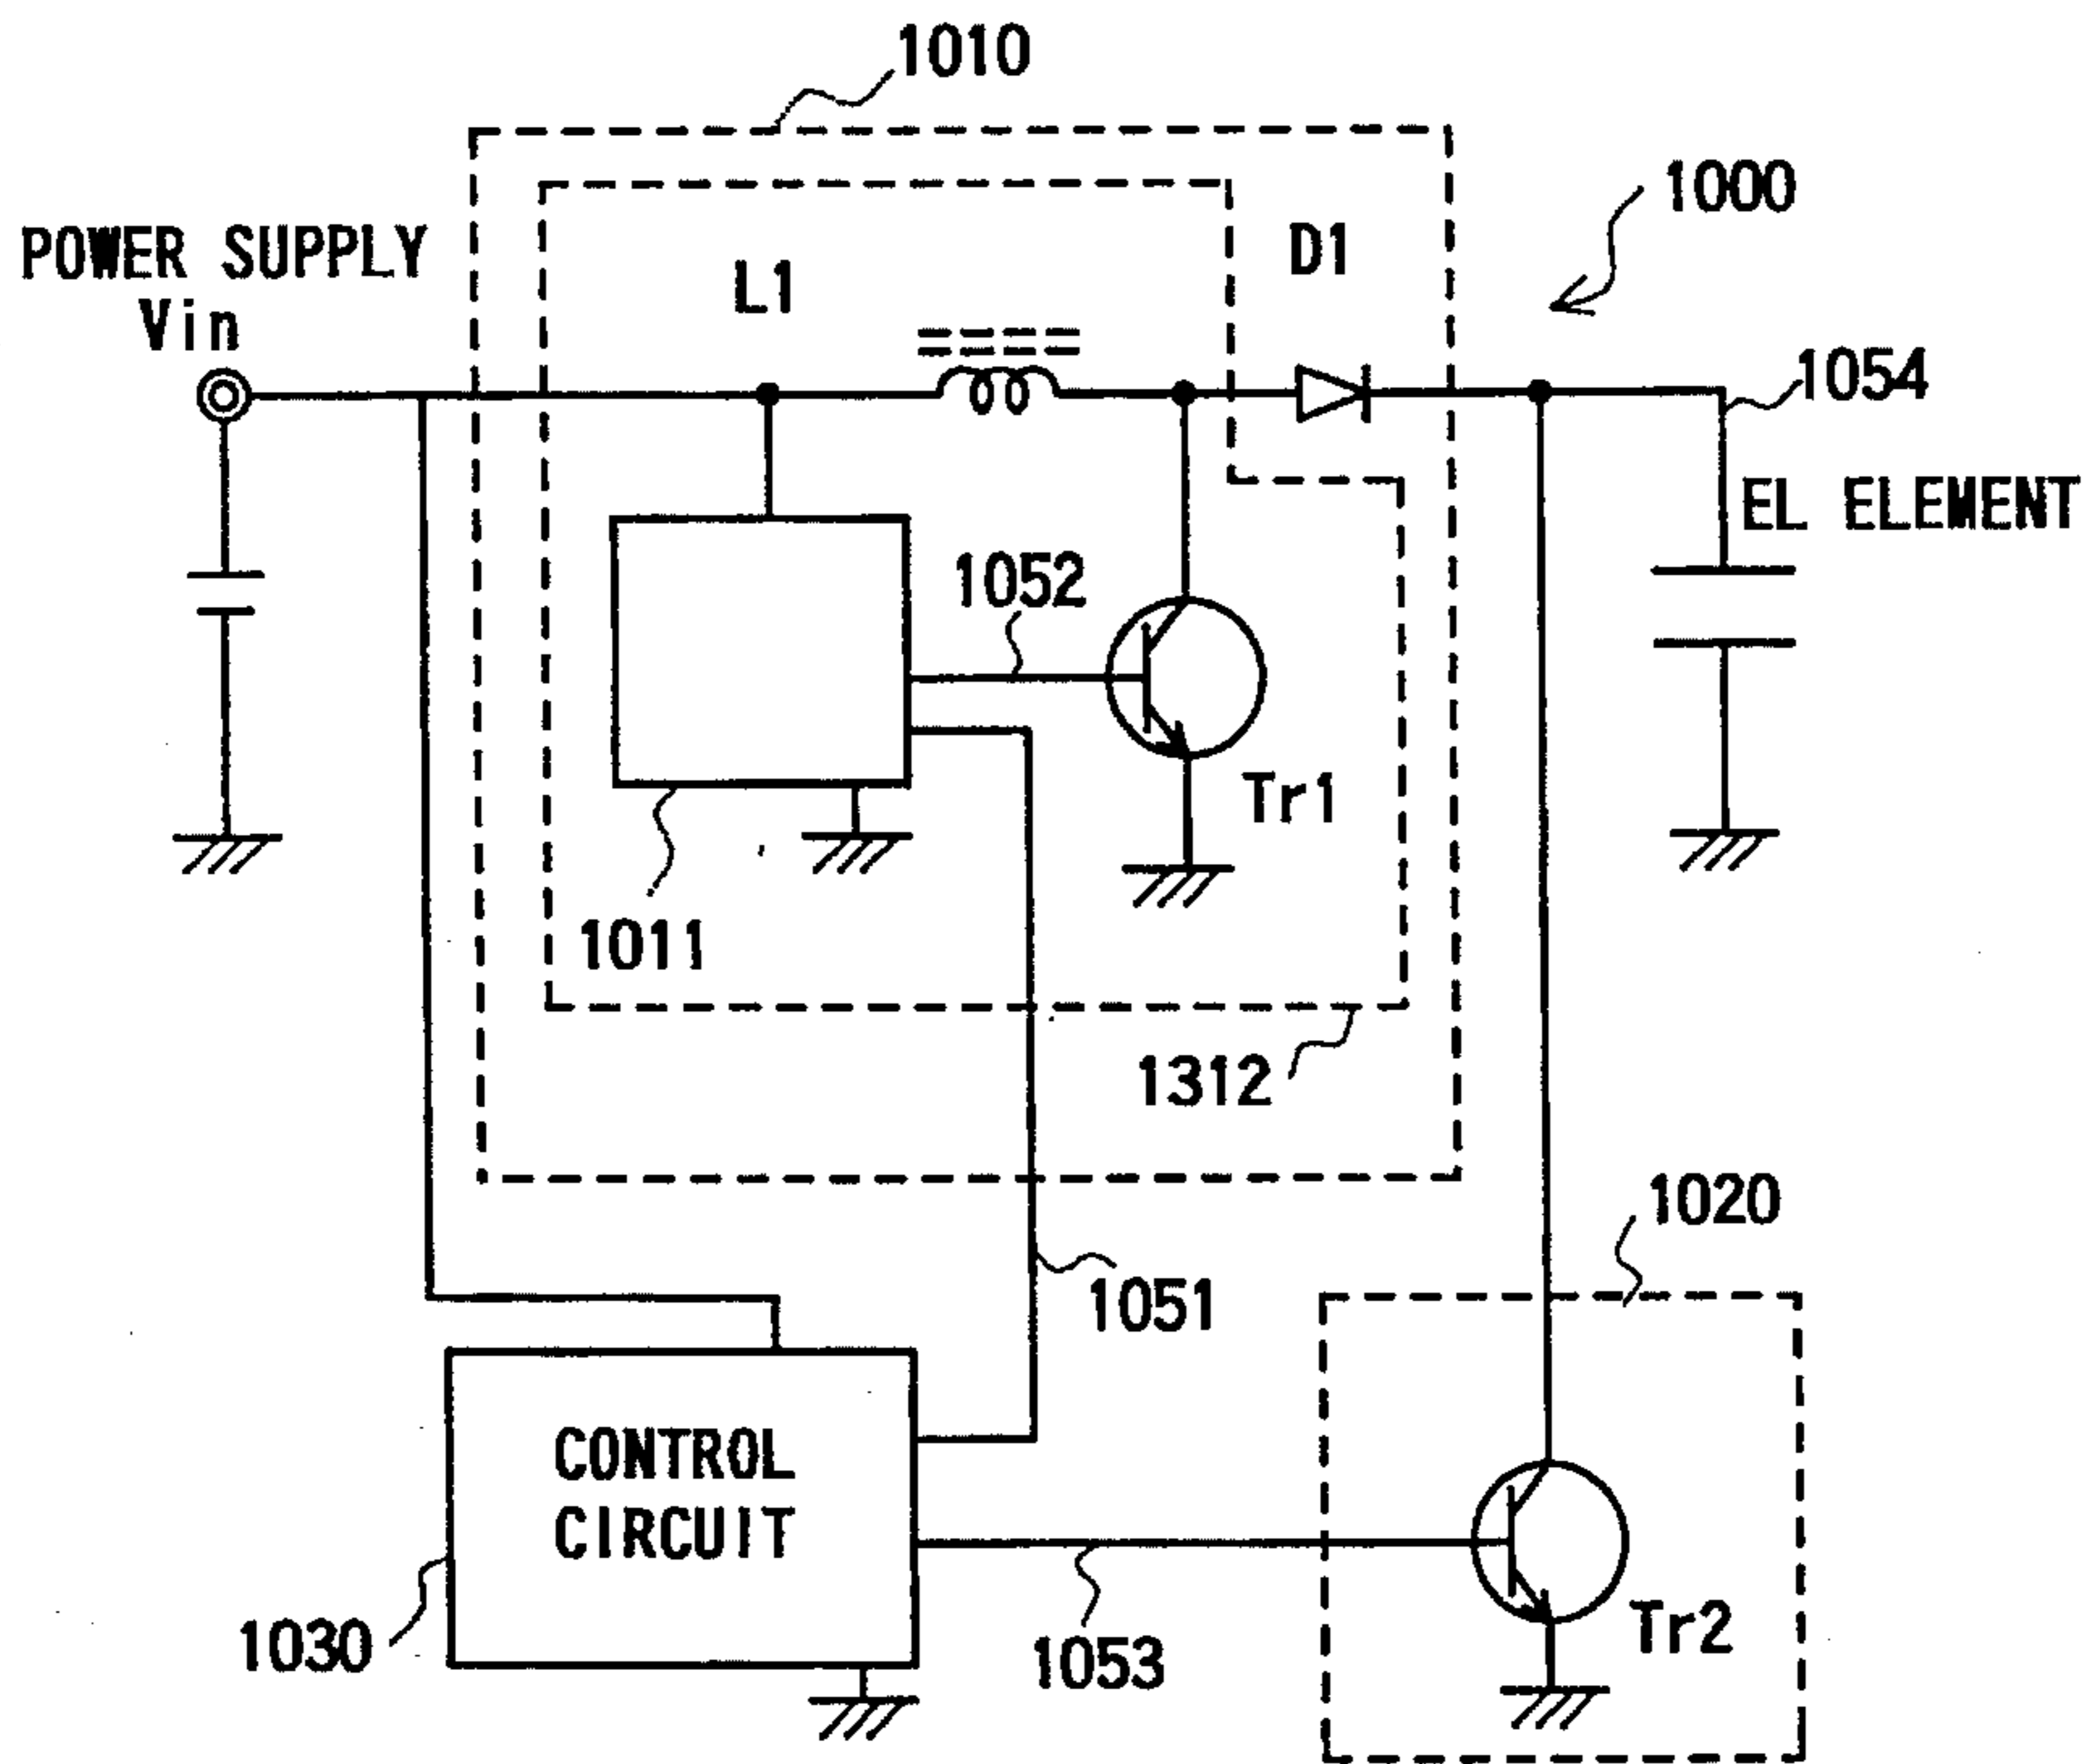 1010
1000
POWER SUPPLY
Vin
D1
L1
1054
EL ELEMENT
1052
Tr1
1011
1312
1020
1051
CONTROL
CIRCUIT
1030
1053
Tr2